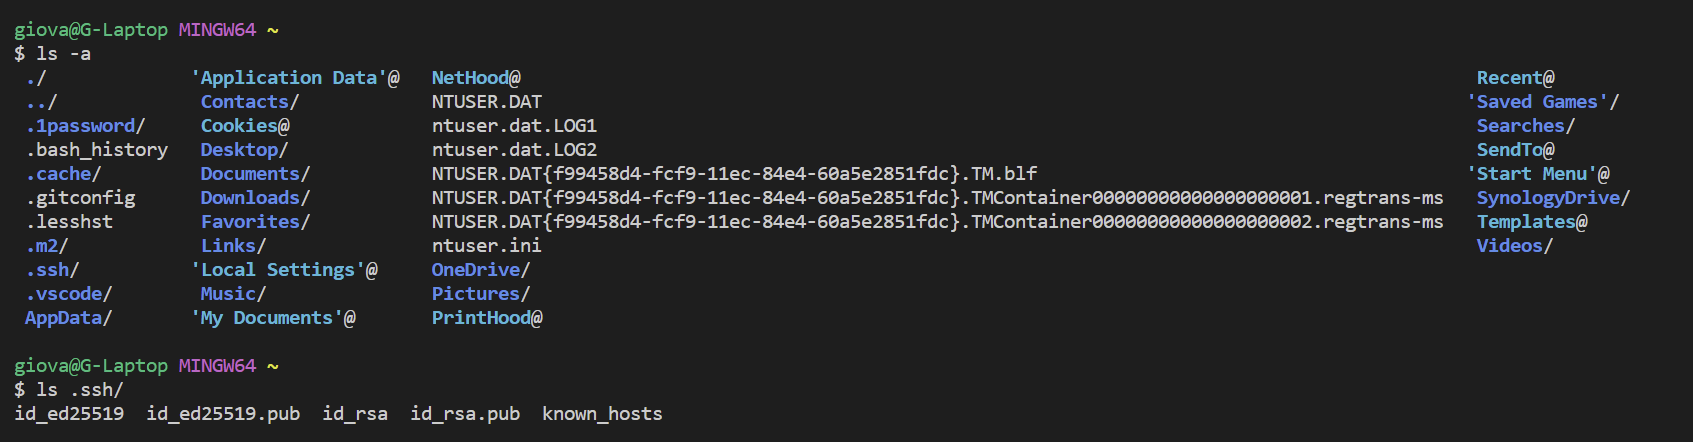 giova@G-Laptop MINGW64 ~
$ ls -a
./ 'Application Data'@ NetHood@ Recent@
../ Contacts/ NTUSER.DAT 'Saved Games'/
.1password/ Cookies@ ntuser.dat.LOG1 Searches/
.bash_history Desktop/ ntuser.dat.LOG2 SendTo@
.cache/ Documents/ NTUSER.DAT{f99458d4-fcf9-11ec-84e4-60a5e2851fdc}.TM.blf 'Start Menu'@
.gitconfig Downloads/ NTUSER.DAT{f99458d4-fcf9-11ec-84e4-60a5e2851fdc}.TMContainer00000000000000000001.regtrans-ms SynologyDrive/
.lesshst Favorites/ NTUSER.DAT{f99458d4-fcf9-11ec-84e4-60a5e2851fdc}.TMContainer00000000000000000002.regtrans-ms Templates@
.m2/ Links/ ntuser.ini Videos/
.ssh/ 'Local Settings'@ OneDrive/
.vscode/ Music/ Pictures/
AppData/ 'My Documents'@ PrintHood@
giova@G-Laptop MINGW64 ~
$ ls .ssh/
id_ed25519 id_ed25519.pub id_rsa id_rsa.pub known_hosts